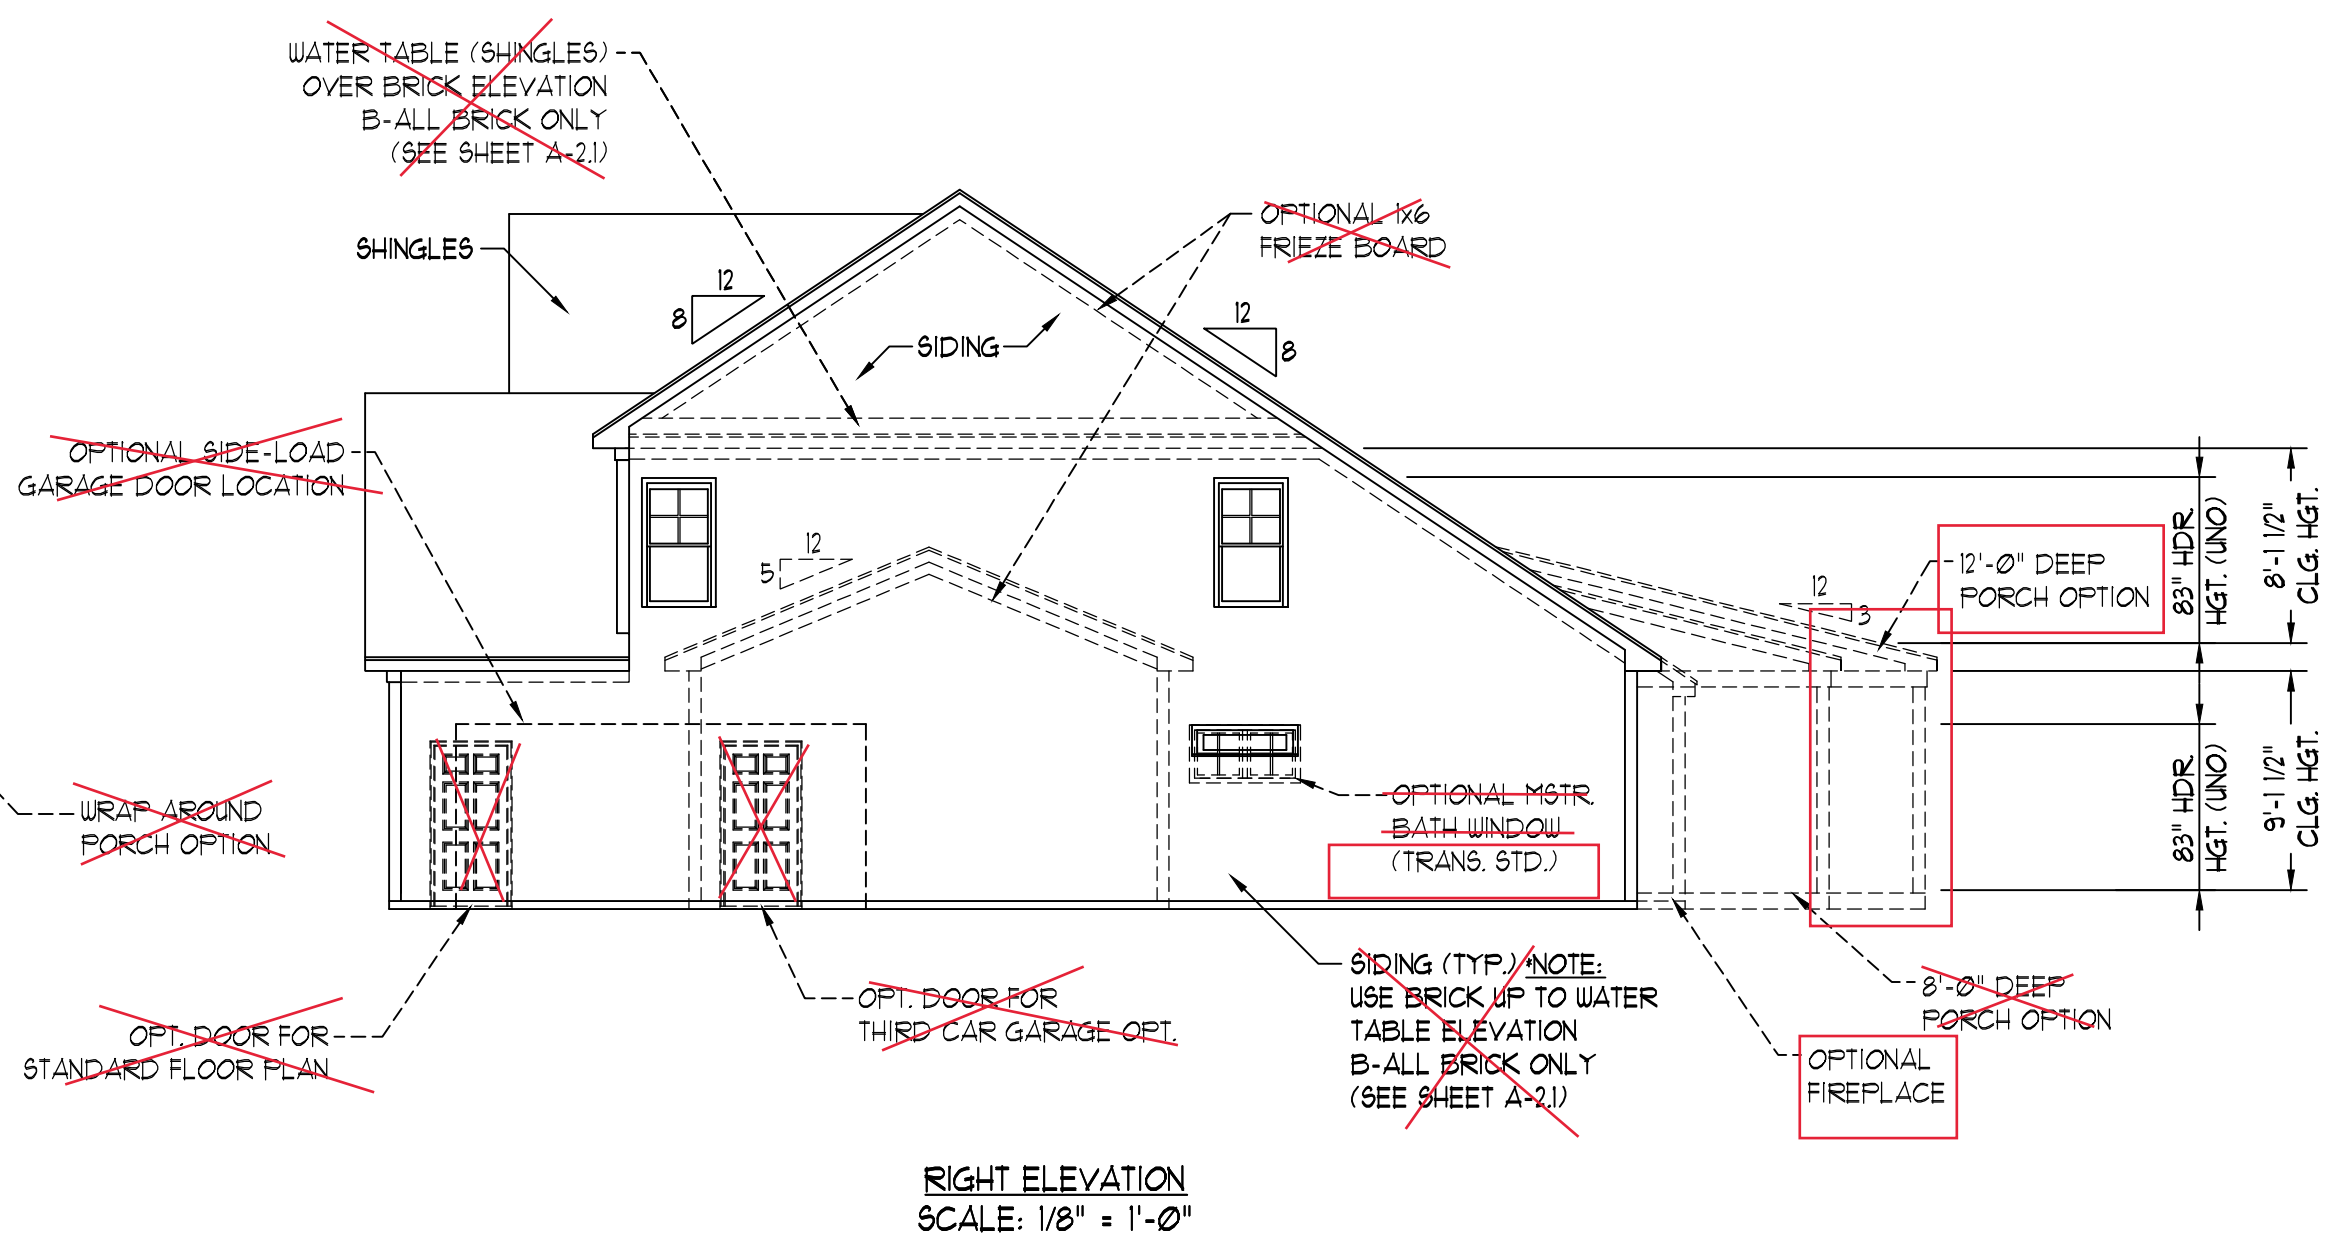 WATER TABLE (SHINGLES)
OVER BRICK ELEVATION
B-ALL BRICK ONLY
(SEE SHEET A-2.1)
OPTIONAL 1x6
FRIEZE BOARD
SHINGLES
12
8
12
8
SIDING
OPTIONAL SIDE-LOAD
GARAGE DOOR LOCATION
12
5
12'-0" DEEP
PORCH OPTION
12
3
83" HDR.
HGT. (UNO)
8'-1 1/2"
CLG. HGT.
WRAP AROUND
PORCH OPTION
OPTIONAL MSTR.
BATH WINDOW
(TRANS. STD.)
83" HDR.
HGT. (UNO)
9'-1 1/2"
CLG. HGT.
OPT. DOOR FOR
STANDARD FLOOR PLAN
OPT. DOOR FOR
THIRD CAR GARAGE OPT.
SIDING (TYP.) *NOTE:
USE BRICK UP TO WATER
TABLE ELEVATION
B-ALL BRICK ONLY
(SEE SHEET A-2.1)
8'-0" DEEP
PORCH OPTION
OPTIONAL
FIREPLACE
RIGHT ELEVATION
SCALE: 1/8" = 1'-0"